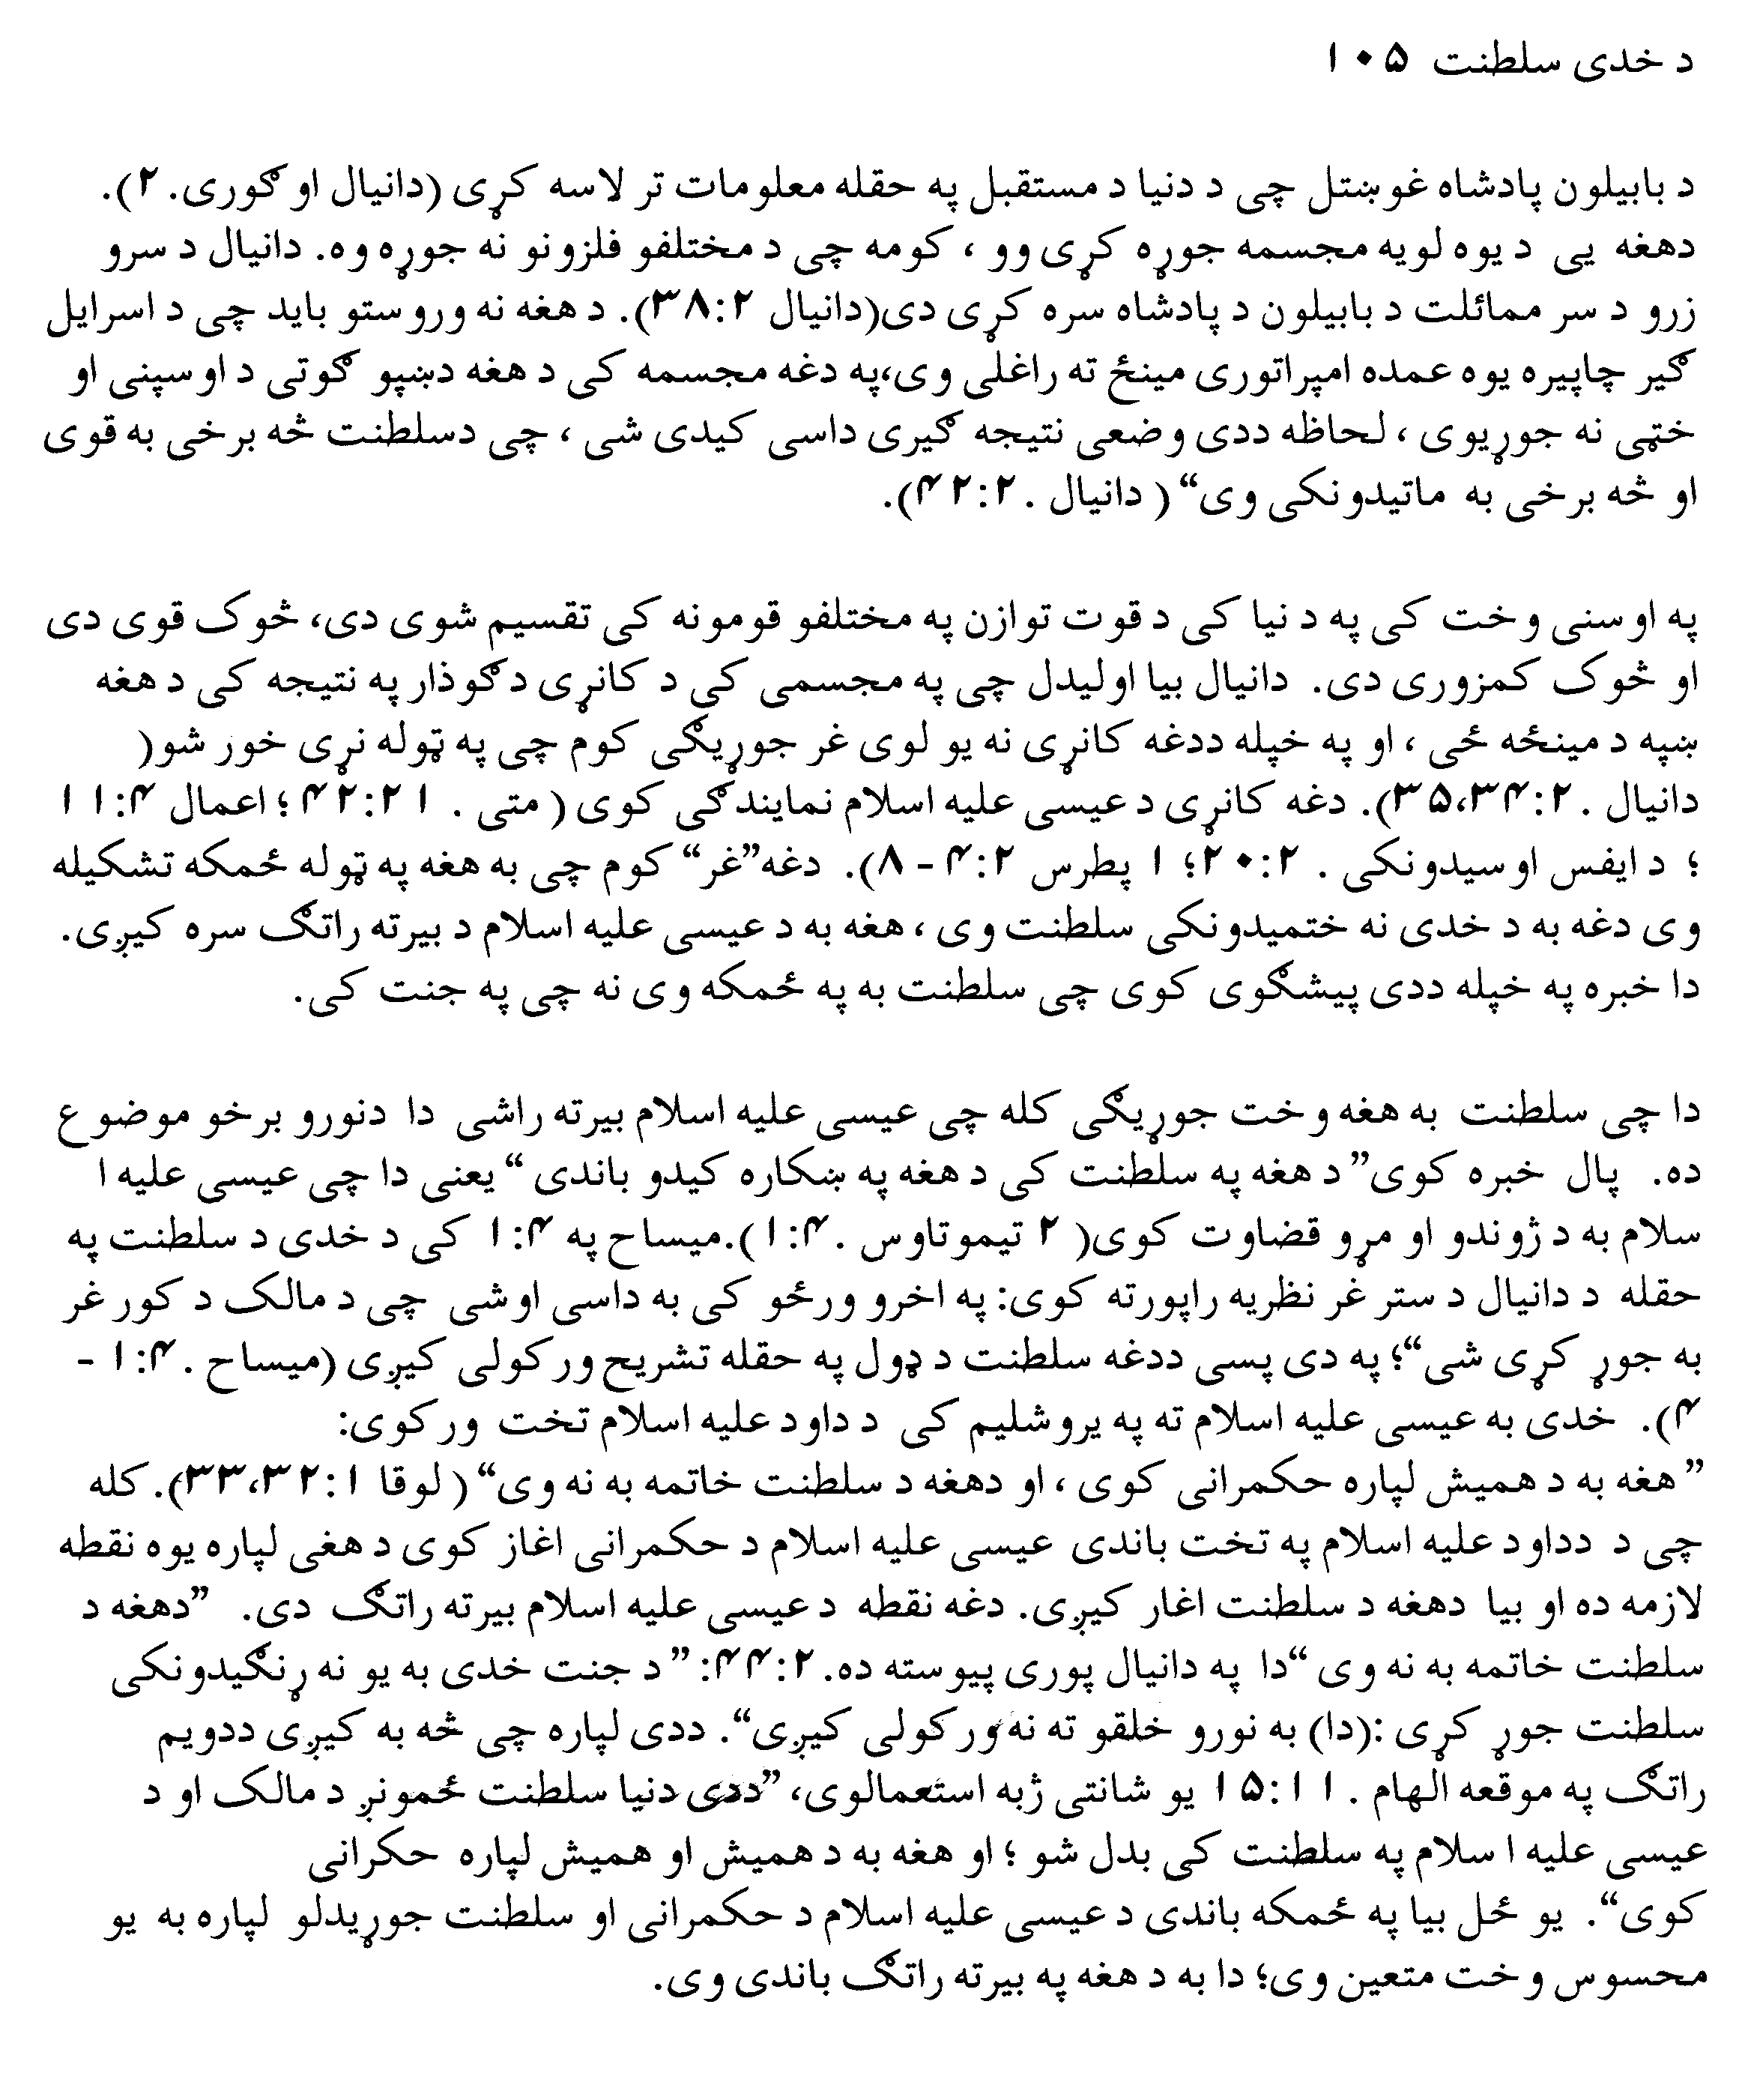 د خدی سلطنت ۱۰۵
د بابیلون پادشاه غوښتل چی د دنیا د مستقبل په حقله معلومات تر لاسه کړی (دانیال او ګوری. ۲).
دهغه یی د یوه لویه مجسمه جوړه کړی وو ، کومه چی د مختلفو فلزونو نه جوړه وه. دانیال د سرو
زرو د سر ممائلت د بابیلون د پادشاه سره کړی دی(دانیال ۳۸:۲). د هغه نه وروستو باید چی د اسرایل
ګیر چاپیره یوه عمده امپراتوری مینځ ته راغلی وی،په دغه مجسمه کی د هغه دښپو ګوتی د اوسپنی او
ختې نه جوړیوی ، لحاظه ددی وضعی نتیجه ګیری داسی کیدی شی ، چی دسلطنت څه برخی به قوی
او څه برخی به ماتیدونکی وی“ ( دانیال . ۴۲:۲).
په اوسنی وخت کی په دنیا کی د قوت توازن په مختلفو قومونه کی تقسیم شوی دی، څوک قوی دی
او څوک کمزوری دی. دانیال بیا اولیدل چی په مجسمی کی د کانړی د ګوذار په نتیجه کی د هغه
ښپه د مینځه ځی ، او په خپله ددغه کانړی نه یو لوی غر جوړیګی کوم چی په ټوله نړی خور شو(
دانیال . ۳۵،۳۴:۲). دغه کانړی د عیسی علیه اسلام نمایندګی کوی ( متی . ۴۲:۲۱ ؛ اعمال ۱۱:۴
؛ د ایفس اوسیدونکی . ۲۰:۲؛ ۱ پطرس ۴:۲ - ۸). دغه”غر“ کوم چی به هغه په ټوله ځمکه تشکیله
وی دغه به د خدی نه ختمیدونکی سلطنت وی ، هغه به د عیسی علیه اسلام د بیرته راتګ سره کیږی.
دا خبره په خپله ددی پیشګوی کوی چی سلطنت به په ځمکه وی نه چی په جنت کی.
دا چی سلطنت به هغه وخت جوړیګی کله چی عیسی علیه اسلام بیرته راشی دا دنورو برخو موضوع
ده. پال خبره کوی” د هغه په سلطنت کی د هغه په ښکاره کیدو باندی “ یعنی دا چی عیسی علیه ا
سلام به د ژوندو او مړو قضاوت کوی( ۲ تیموتاوس .۱:۴).میساح په ۱:۴ کی د خدی د سلطنت په
حقله د دانیال د ستر غر نظریه راپورته کوی: په اخرو ورځو کی به داسی اوشی چی د مالک د کور غر
به جوړ کړی شی“؛ په دی پسی ددغه سلطنت د ډول په حقله تشریح ورکولی کیږی (میساح . ۱:۴ -
۴). خدی به عیسی علیه اسلام ته په یروشلیم کی د داود علیه اسلام تخت ورکوی:
” هغه به د همیش لپاره حکمرانی کوی ، او دهغه د سلطنت خاتمه به نه وی“ ( لوقا ۳۳،۳۲:۱). کله
چی د دداود علیه اسلام په تخت باندی عیسی علیه اسلام د حکمرانی اغاز کوی د هغی لپاره یوه نقطه
لازمه ده او بیا دهغه د سلطنت اغار کیږی. دغه نقطه د عیسی علیه اسلام بیرته راتګ دی. ”دهغه د
سلطنت خاتمه به نه وی “دا په دانیال پوری پیوسته ده. ۴۴:۲: ” د جنت خدی به یو نه ړنګیدونکی
سلطنت جوړ کړی :(دا) به نورو خلقو ته نه ورکولی کیږی“. ددی لپاره چی څه به کیږی ددویم
راتګ په موقعه الهام . ۱۵:۱۱ یو شانتی ژبه استعمالوی، ”ددی دنیا سلطنت ځمونږ د مالک او د
عیسی علیه ا سلام په سلطنت کی بدل شو ؛ او هغه به د همیش او همیش لپاره حکرانی
کوی“. یو ځل بیا په ځمکه باندی د عیسی علیه اسلام د حکمرانی او سلطنت جوړیدلو لپاره به یو
محسوس وخت متعین وی؛ دا به د هغه په بیرته راتګ باندی وی.